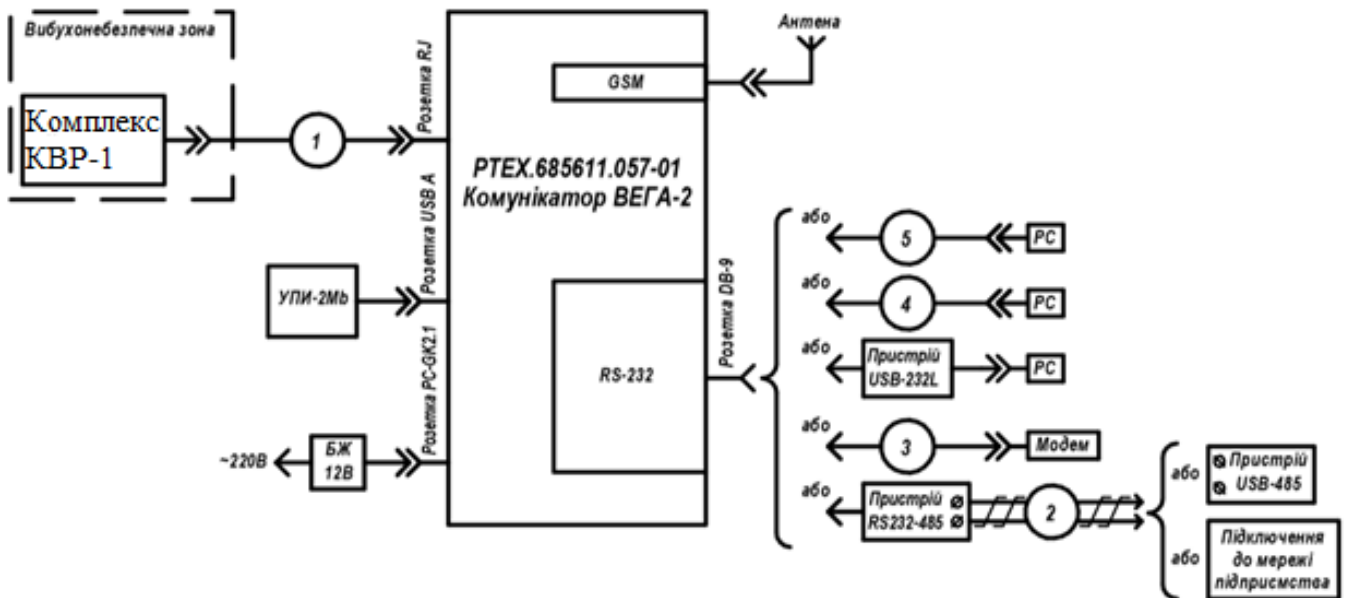 Вибухонебезпечна зона
Комплекс
КВР-1
1
Розетка RJ
Розетка USB A
Розетка PC-GK2.1
УПИ-2Mb
~220В
БЖ
12В
GSM
Антена
РТЕХ.685611.057-01
Комунікатор ВЕГА-2
RS-232
Розетка DB-9
або
5
PC
або
4
PC
або
Пристрій
USB-232L
PC
або
3
Модем
або
Пристрій
RS232-485
2
або
Пристрій
USB-485
або
Підключення
до мережі
підприємства